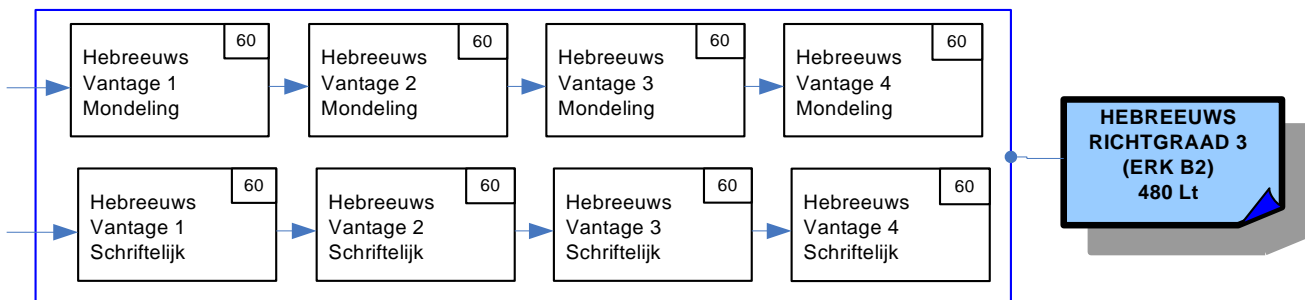 60
Hebreeuws
Vantage 1
Mondeling
60
Hebreeuws
Vantage 2
Mondeling
60
Hebreeuws
Vantage 3
Mondeling
60
Hebreeuws
Vantage 4
Mondeling
60
Hebreeuws
Vantage 1
Schriftelijk
60
Hebreeuws
Vantage 2
Schriftelijk
60
Hebreeuws
Vantage 3
Schriftelijk
60
Hebreeuws
Vantage 4
Schriftelijk
HEBREEUWS
RICHTGRAAD 3
(ERK B2)
480 Lt